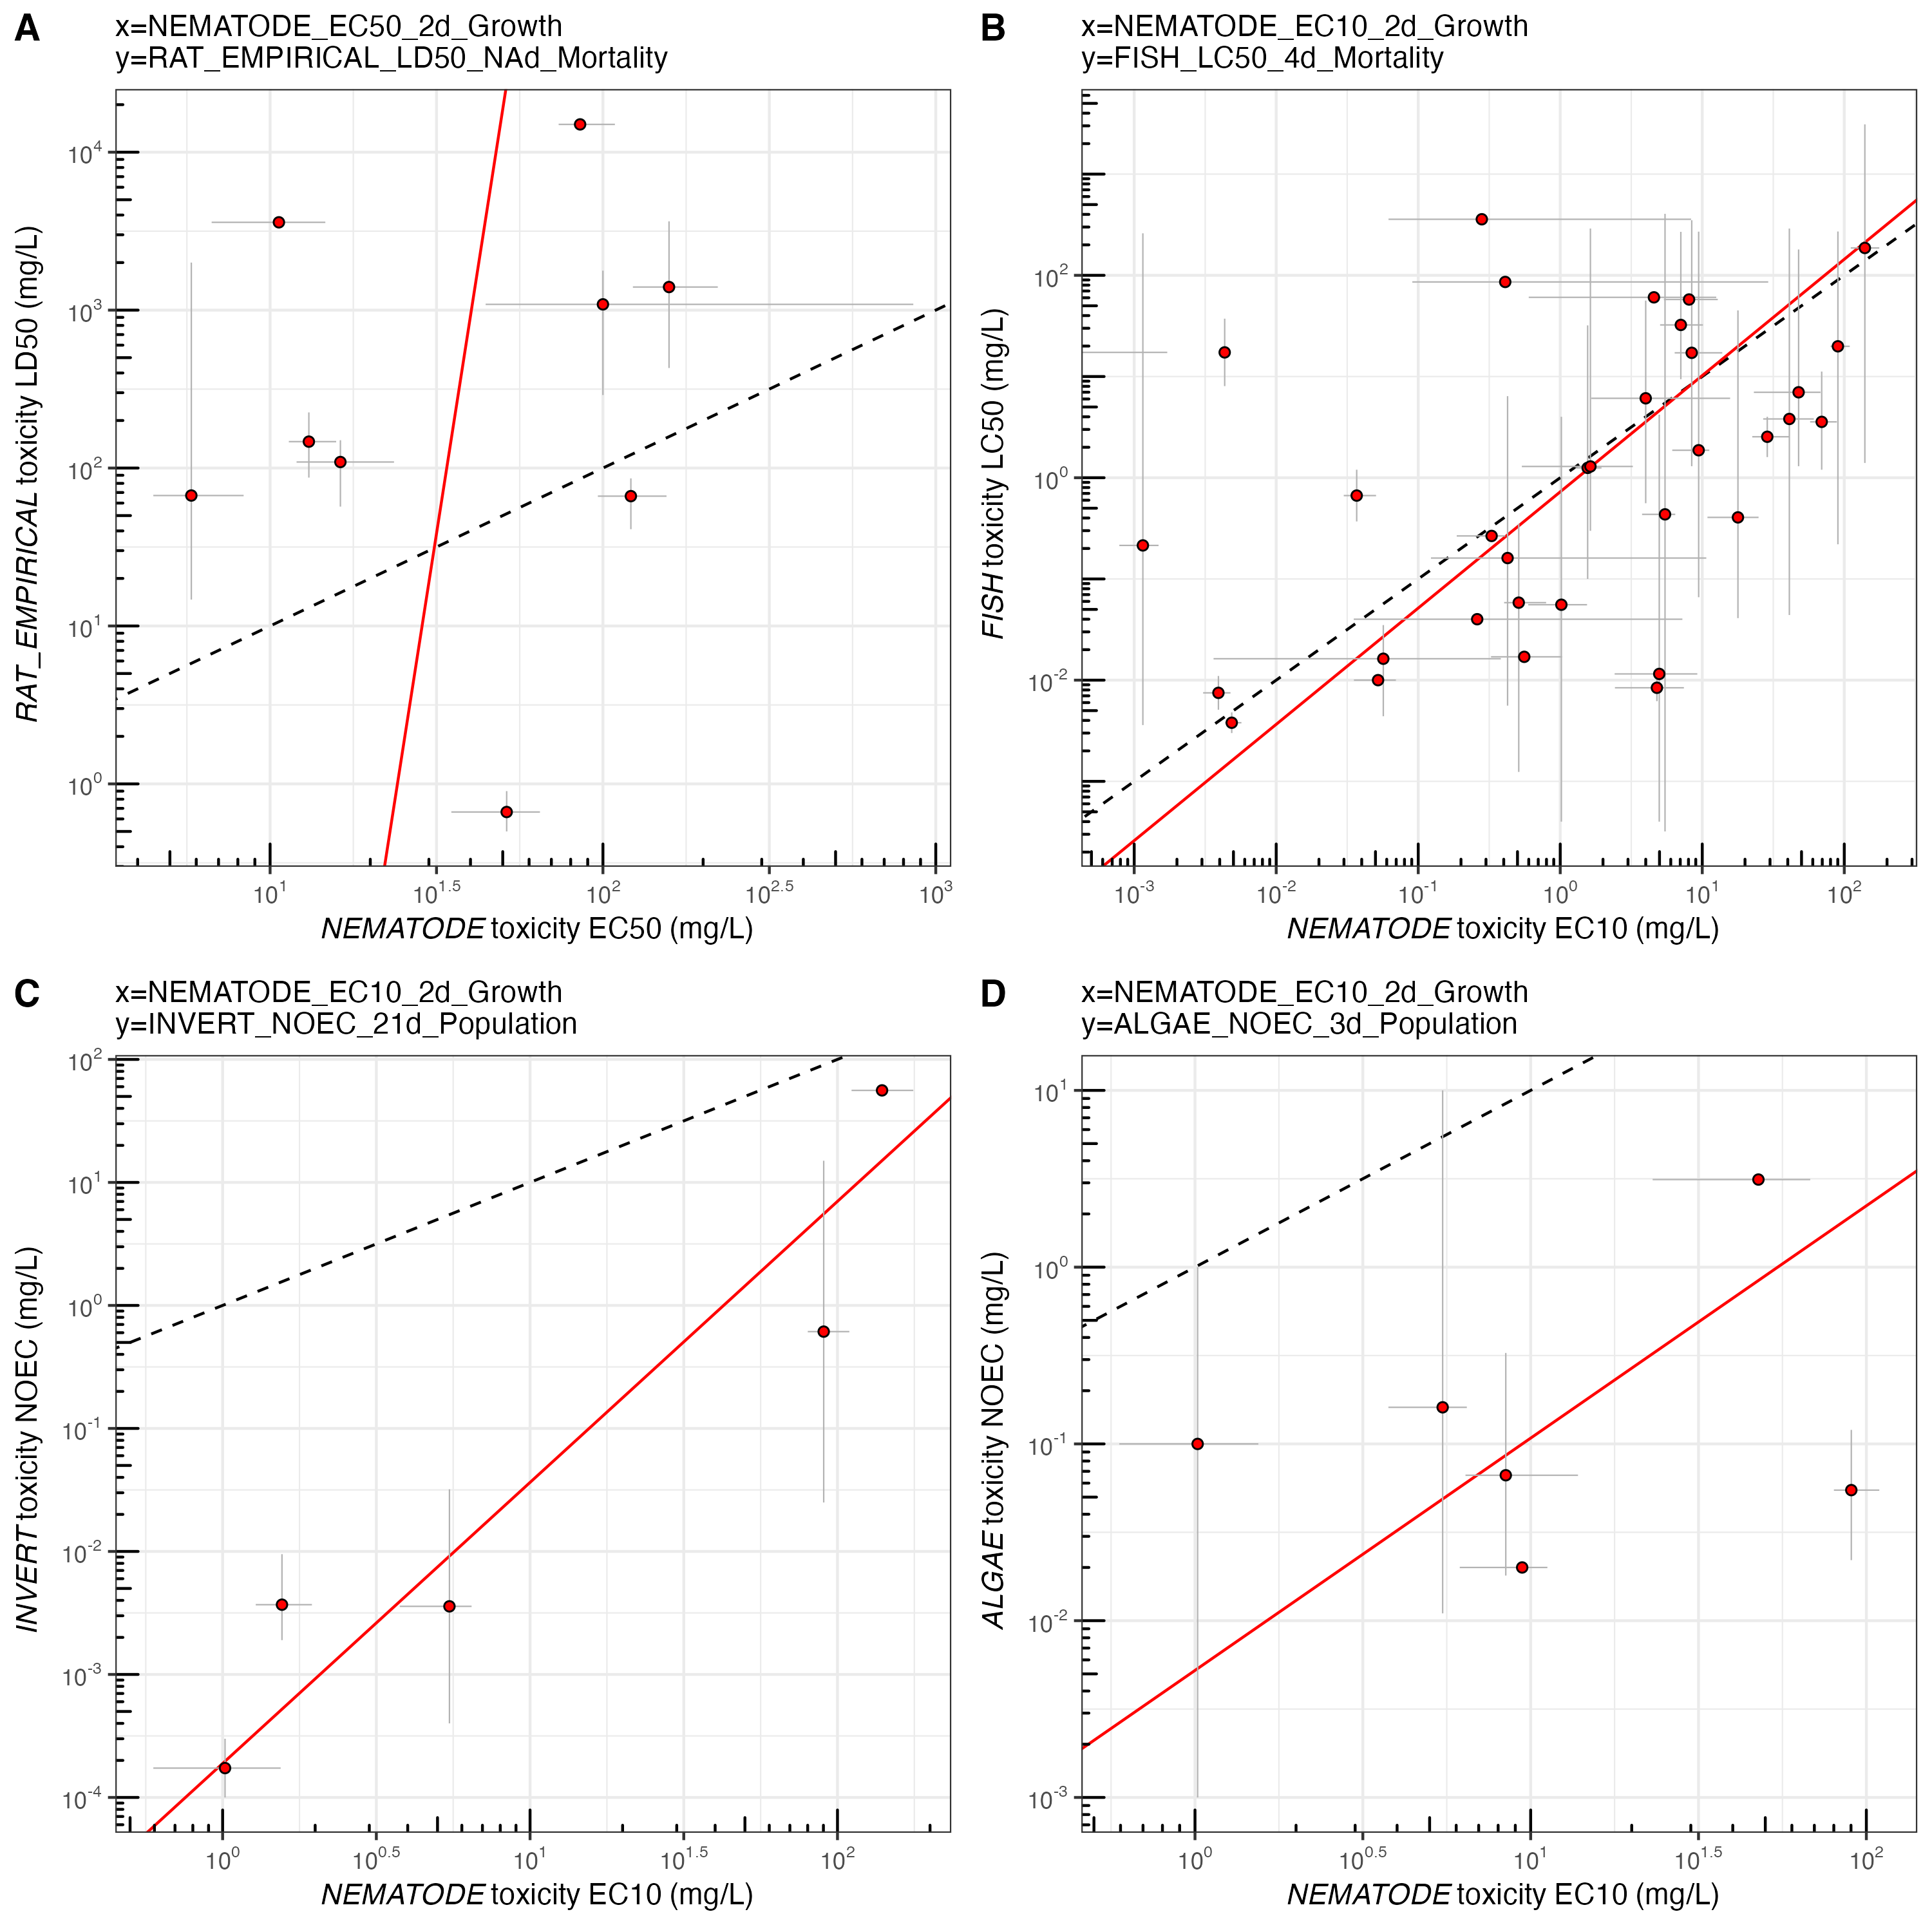 A
x=NEMATODE_EC50_2d_Growth
y=RAT_EMPIRICAL_LD50_NAd_Mortality
RAT_EMPIRICAL toxicity LD50 (mg/L)
10^4
10^3
10^2
10^1
10^0
10^1 10^1.5 10^2 10^2.5 10^3
NEMATODE toxicity EC50 (mg/L)
B
x=NEMATODE_EC10_2d_Growth
y=FISH_LC50_4d_Mortality
FISH toxicity LC50 (mg/L)
10^2
10^0
10^-2
10^-3 10^-2 10^-1 10^0 10^1 10^2
NEMATODE toxicity EC10 (mg/L)
C
x=NEMATODE_EC10_2d_Growth
y=INVERT_NOEC_21d_Population
INVERT toxicity NOEC (mg/L)
10^2
10^1
10^0
10^-1
10^-2
10^-3
10^-4
10^0 10^0.5 10^1 10^1.5 10^2
NEMATODE toxicity EC10 (mg/L)
D
x=NEMATODE_EC10_2d_Growth
y=ALGAE_NOEC_3d_Population
ALGAE toxicity NOEC (mg/L)
10^1
10^0
10^-1
10^-2
10^-3
10^0 10^0.5 10^1 10^1.5 10^2
NEMATODE toxicity EC10 (mg/L)